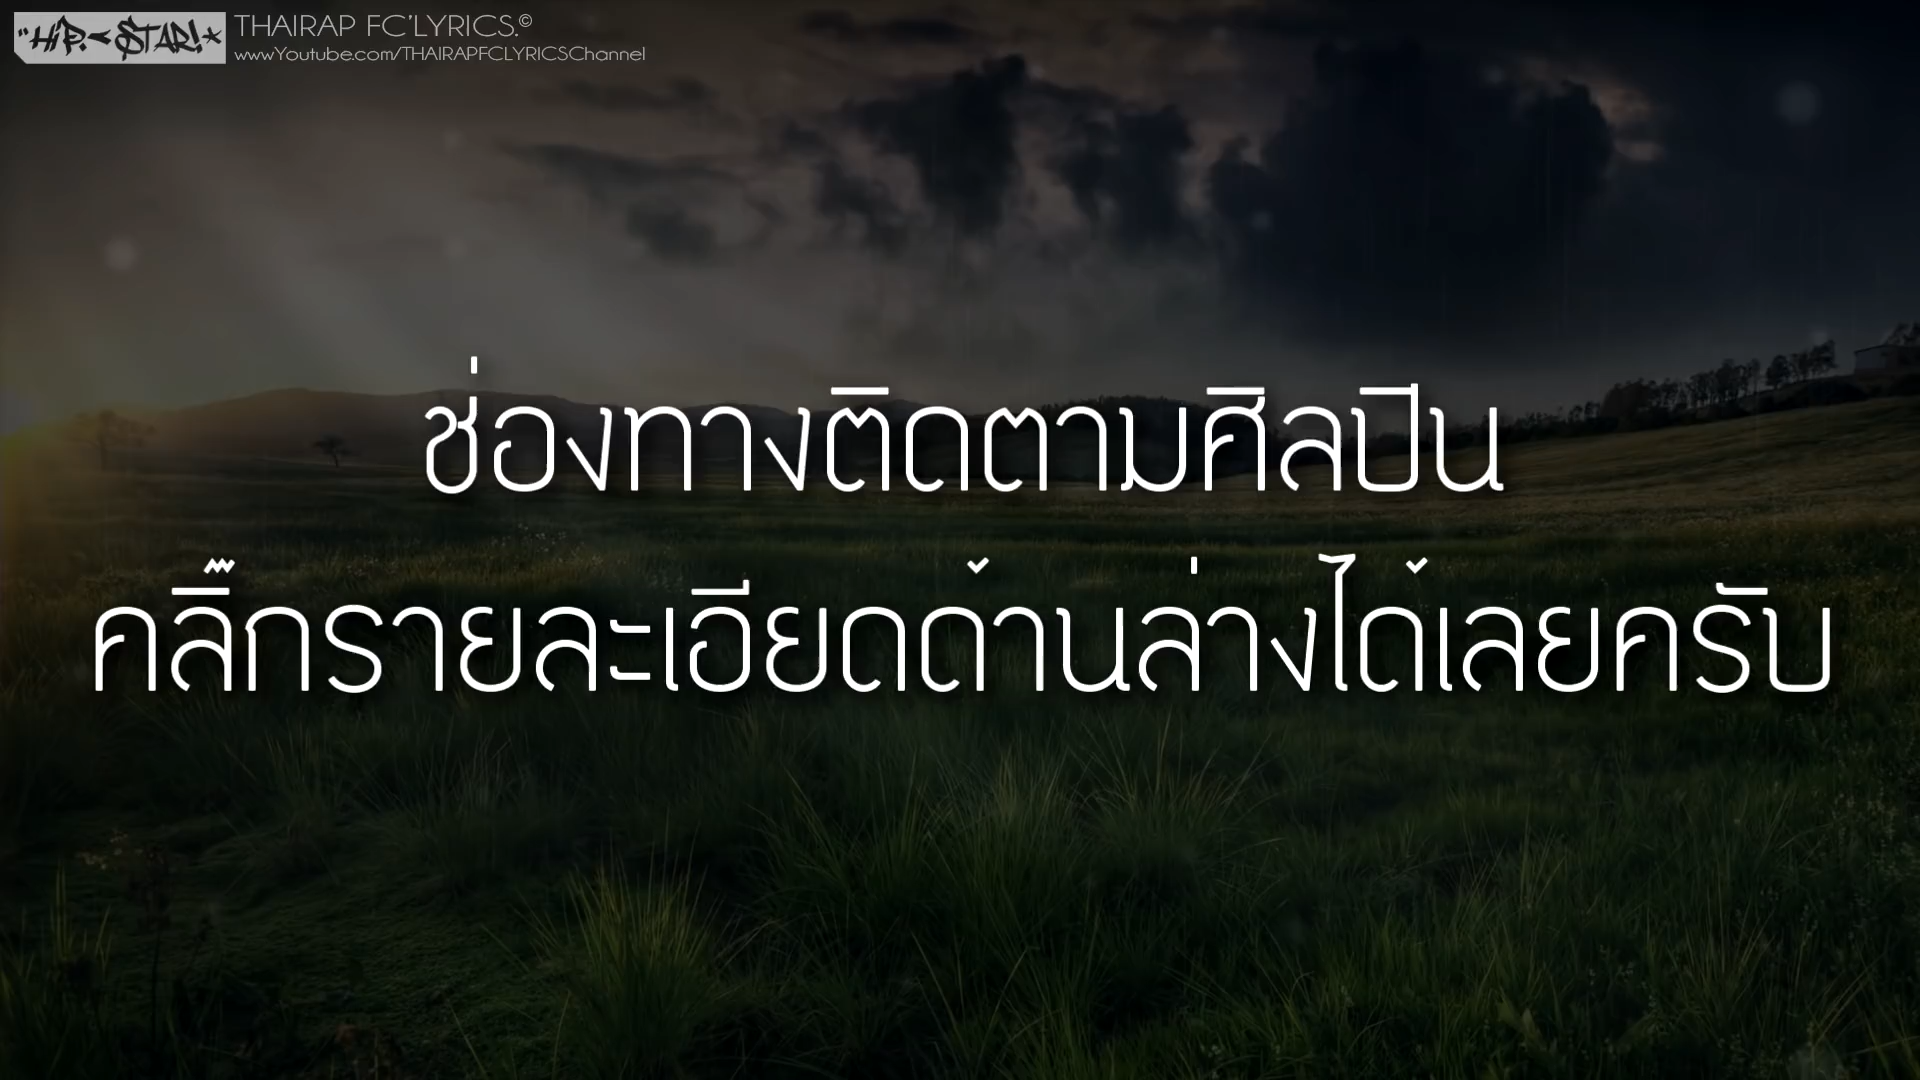 "HiP.<STAR!*
THAIRAP FC'LYRICS.©
wwwYoutube.com/THAIRAPFCLYRICSChannel
ช่องทางติดตามศิลปิน
คลิ๊กรายละเอียดด้านล่างได้เลยครับ